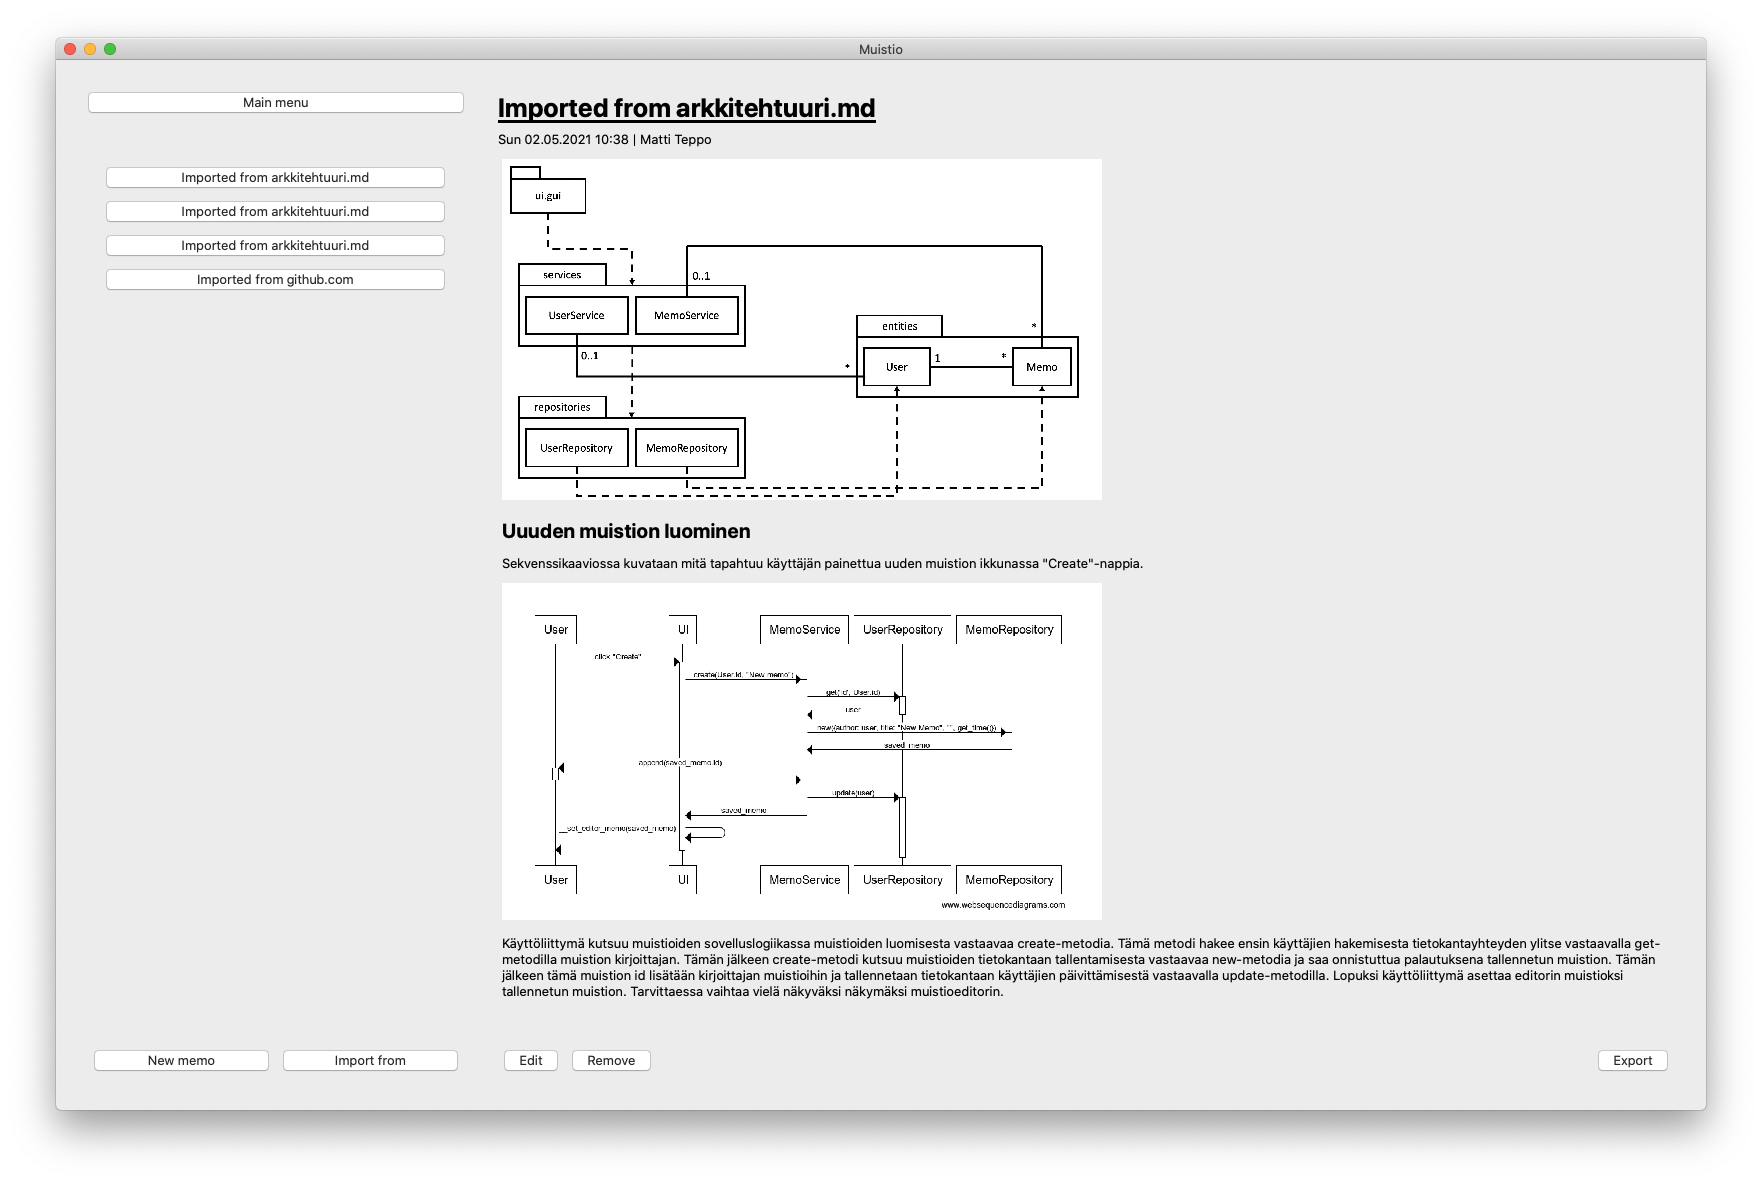 Muistio
Main menu
Imported from arkkitehtuuri.md
Imported from arkkitehtuuri.md
Imported from arkkitehtuuri.md
Imported from github.com
Imported from arkkitehtuuri.md
Sun 02.05.2021 10:38 | Matti Teppo
ui.gui
services
0..1
UserService
MemoService
entities
*
0..1
*
User
1
*
Memo
repositories
UserRepository
MemoRepository
Uuuden muistion luominen
Sekvenssikaaviossa kuvataan mitä tapahtuu käyttäjän painettua uuden muistion ikkunassa "Create"-nappia.
User
UI
MemoService
UserRepository
MemoRepository
click "Create"
create(User.id, "New memo")
get('id', User.id)
user
new({author: user, title: "New Memo", "", get_time()})
saved_memo
append(saved_memo.id)
update(user)
saved_memo
__set_editor_memo(saved_memo)
User
UI
MemoService
UserRepository
MemoRepository
www.websequencediagrams.com
Käyttöliittymä kutsuu muistioiden sovelluslogiikassa muistioiden luomisesta vastaavaa create-metodia. Tämä metodi hakee ensin käyttäjien hakemisesta tietokantayhteyden ylitse vastaavalla get-
metodilla muistion kirjoittajan. Tämän jälkeen create-metodi kutsuu muistioiden tietokantaan tallentamisesta vastaavaa new-metodia ja saa onnistuttua palautuksena tallennetun muistion. Tämän
jälkeen tämä muistion id lisätään kirjoittajan muistioihin ja tallennetaan tietokantaan käyttäjien päivittämisestä vastaavalla update-metodilla. Lopuksi käyttöliittymä asettaa editorin muistioksi
tallennetun muistion. Tarvittaessa vaihtaa vielä näkyväksi näkymäksi muistioeditorin.
New memo
Import from
Edit
Remove
Export